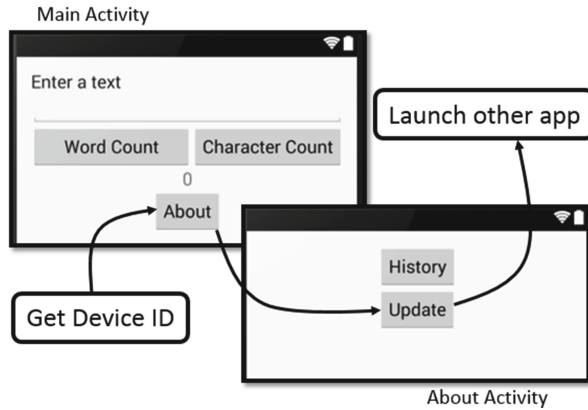 Main Activity
Enter a text
Word Count
Character Count
0
About
Get Device ID
Launch other app
History
Update
About Activity